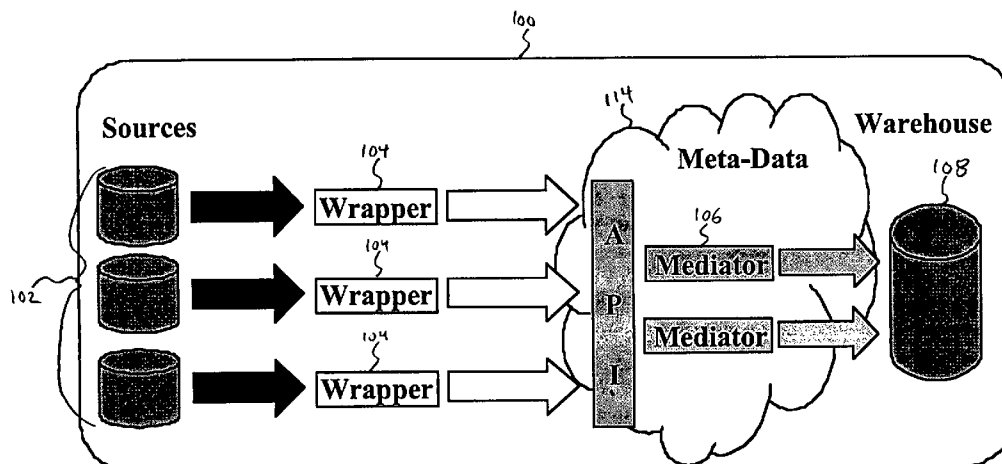 100
114
Sources
Warehouse
Meta-Data
108
104
Wrapper
A
106
104
Mediator
Wrapper
P
102
Mediator
104
Wrapper
I